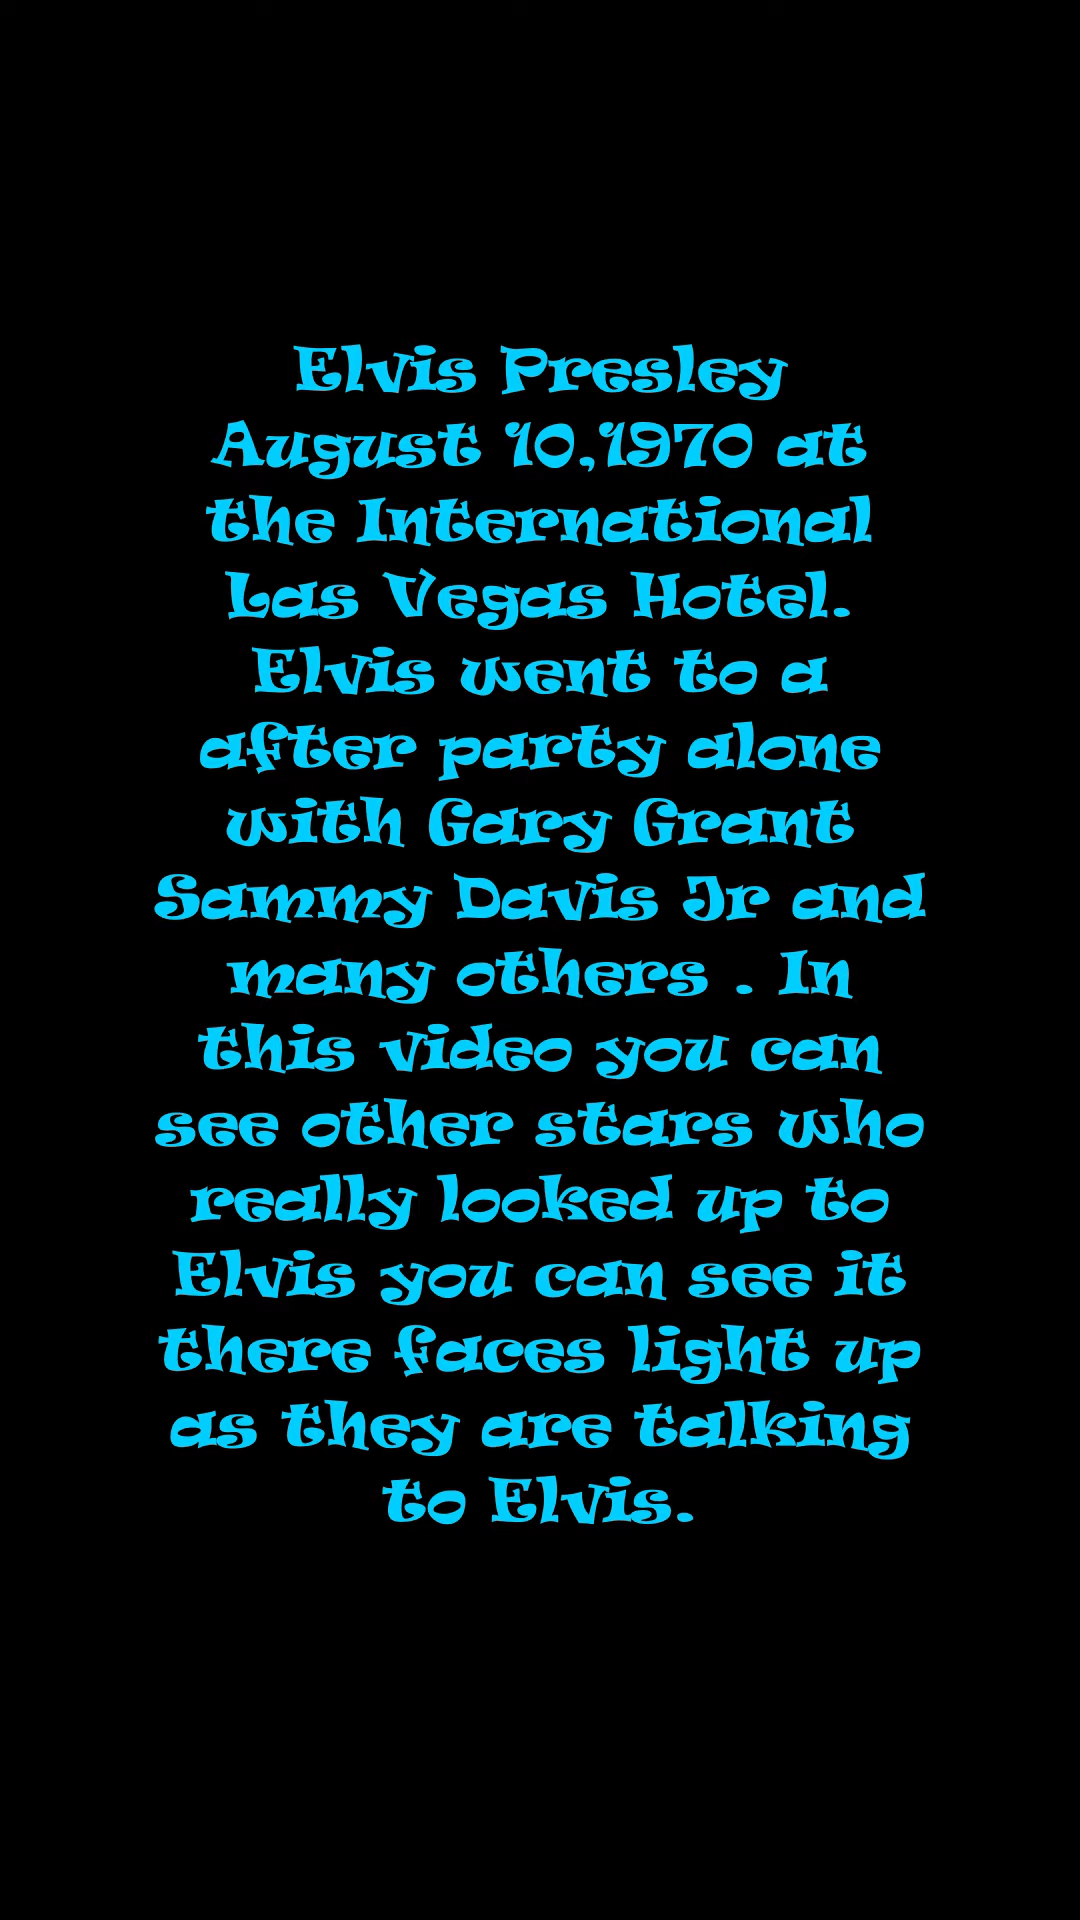 Elvis Presley
August 10,1970 at
the International
Las Vegas Hotel.
Elvis went to a
after party alone
with Gary Grant
Sammy Davis Jr and
many others . In
this video you can
see other stars who
really looked up to
Elvis you can see it
there faces light up
as they are talking
to Elvis.